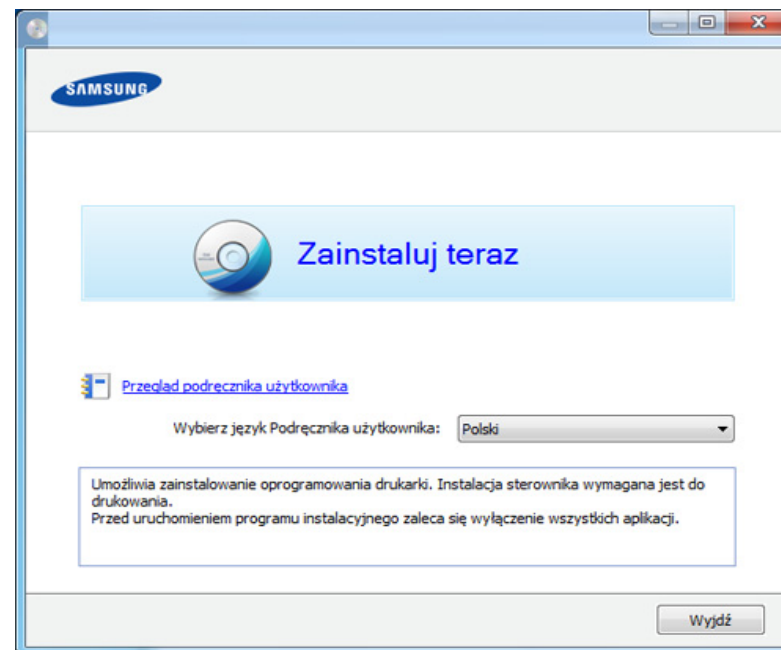 SAMSUNG
Zainstaluj teraz
Przegląd podręcznika użytkownika
Wybierz język Podręcznika użytkownika:
Polski
Umożliwia zainstalowanie oprogramowania drukarki. Instalacja sterownika wymagana jest do
drukowania.
Przed uruchomieniem programu instalacyjnego zaleca się wyłączenie wszystkich aplikacji.
Wyjdź